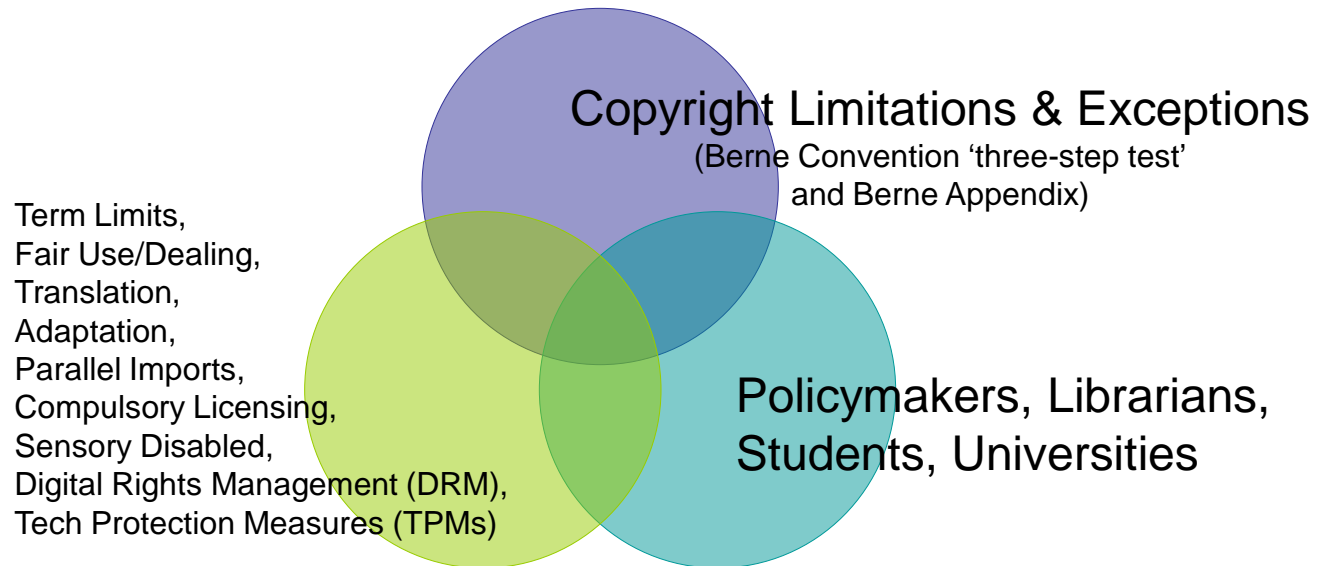 Copyright Limitations & Exceptions
(Berne Convention ‘three-step test’
and Berne Appendix)
Term Limits,
Fair Use/Dealing,
Translation,
Adaptation,
Parallel Imports,
Compulsory Licensing,
Sensory Disabled,
Digital Rights Management (DRM),
Tech Protection Measures (TPMs)
Policymakers, Librarians,
Students, Universities